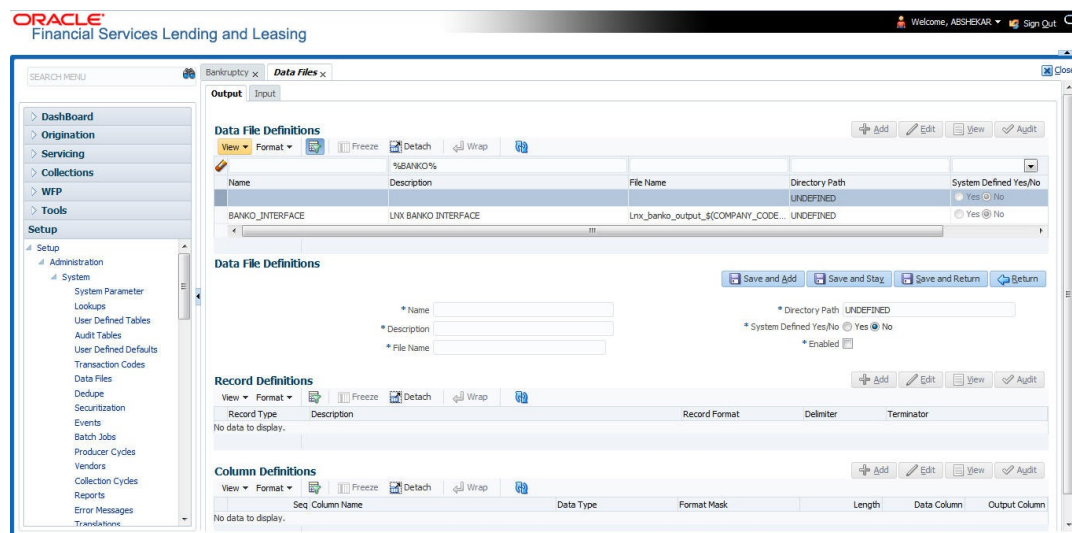 ORACLE
Financial Services Lending and Leasing
Welcome, ABSHEKAR Sign Out
SEARCH MENU
Bankruptcy x Data Files x
Close
Output Input
DashBoard
Origination
Servicing
Collections
WFP
Tools
Setup
Setup
Administration
System
System Parameter
Lookups
User Defined Tables
Audit Tables
User Defined Defaults
Transaction Codes
Data Files
Dedupe
Securitization
Events
Batch Jobs
Producer Cycles
Vendors
Collection Cycles
Reports
Error Messages
Translations
Data File Definitions
Add Edit View Audit
View Format Freeze Detach Wrap
%BANKO%
Name Description File Name Directory Path System Defined Yes/No
UNDEFINED Yes No
BANKO_INTERFACE LNX BANKO INTERFACE Lnx_banko_output_$(COMPANY_CODE... UNDEFINED Yes No
Data File Definitions
Save and Add Save and Stay Save and Return Return
* Name
* Description
* File Name
* Directory Path UNDEFINED
* System Defined Yes/No Yes No
* Enabled
Record Definitions
Add Edit View Audit
View Format Freeze Detach Wrap
Record Type Description Record Format Delimiter Terminator
No data to display.
Column Definitions
Add Edit View Audit
View Format Freeze Detach Wrap
Seq Column Name Data Type Format Mask Length Data Column Output Column
No data to display.